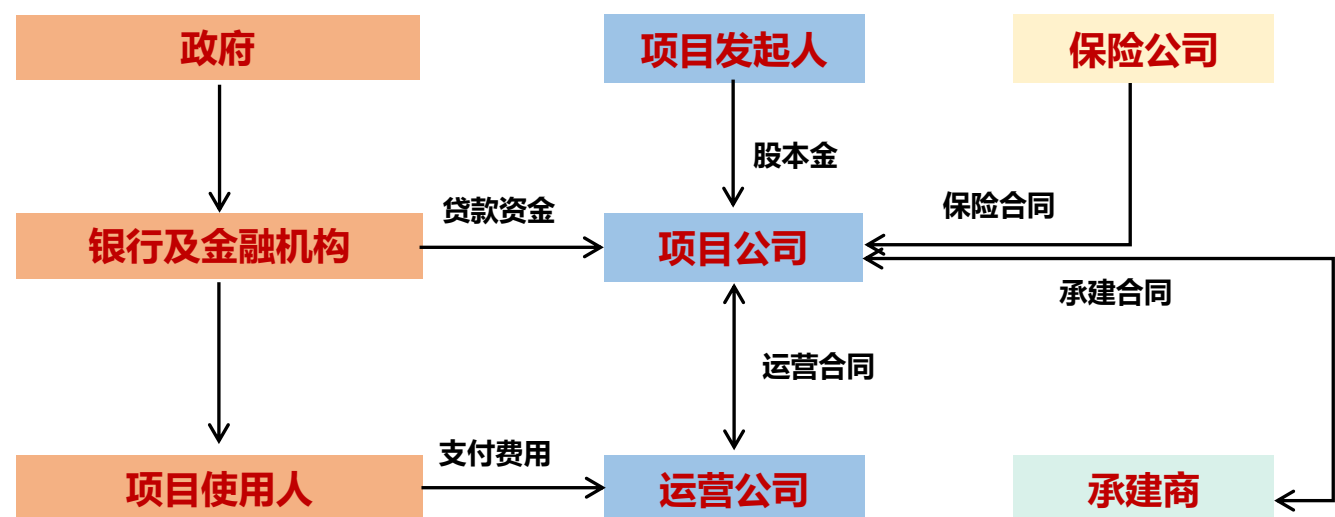 政府
项目发起人
保险公司
股本金
贷款资金
保险合同
银行及金融机构
项目公司
承建合同
运营合同
支付费用
项目使用人
运营公司
承建商